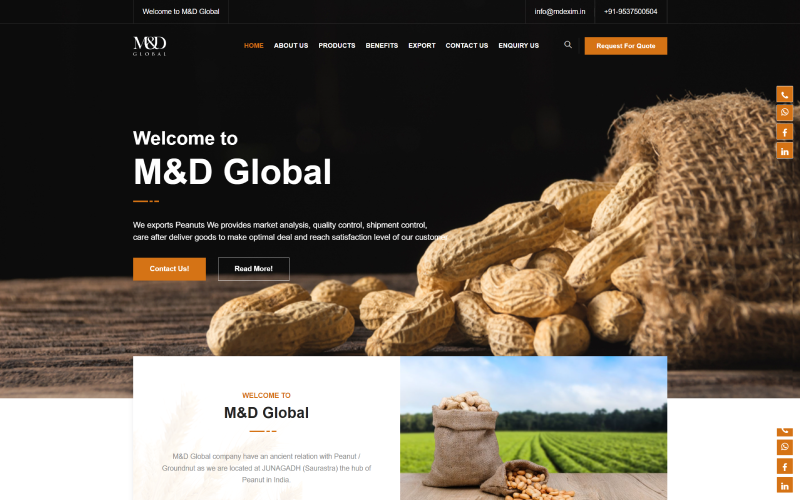 Welcome to M&D Global
info@mdexim.in
+91-9537500504
M&D
GLOBAL
HOME
ABOUT US
PRODUCTS
BENEFITS
EXPORT
CONTACT US
ENQUIRY US
Request For Quote
Welcome to
M&D Global
We exports Peanuts We provides market analysis, quality control, shipment control,
care after deliver goods to make optimal deal and reach satisfaction level of our customer.
Contact Us!
Read More!
WELCOME TO
M&D Global
M&D Global company have an ancient relation with Peanut /
Groundnut as we are located at JUNAGADH (Saurastra) the hub of
Peanut in India.